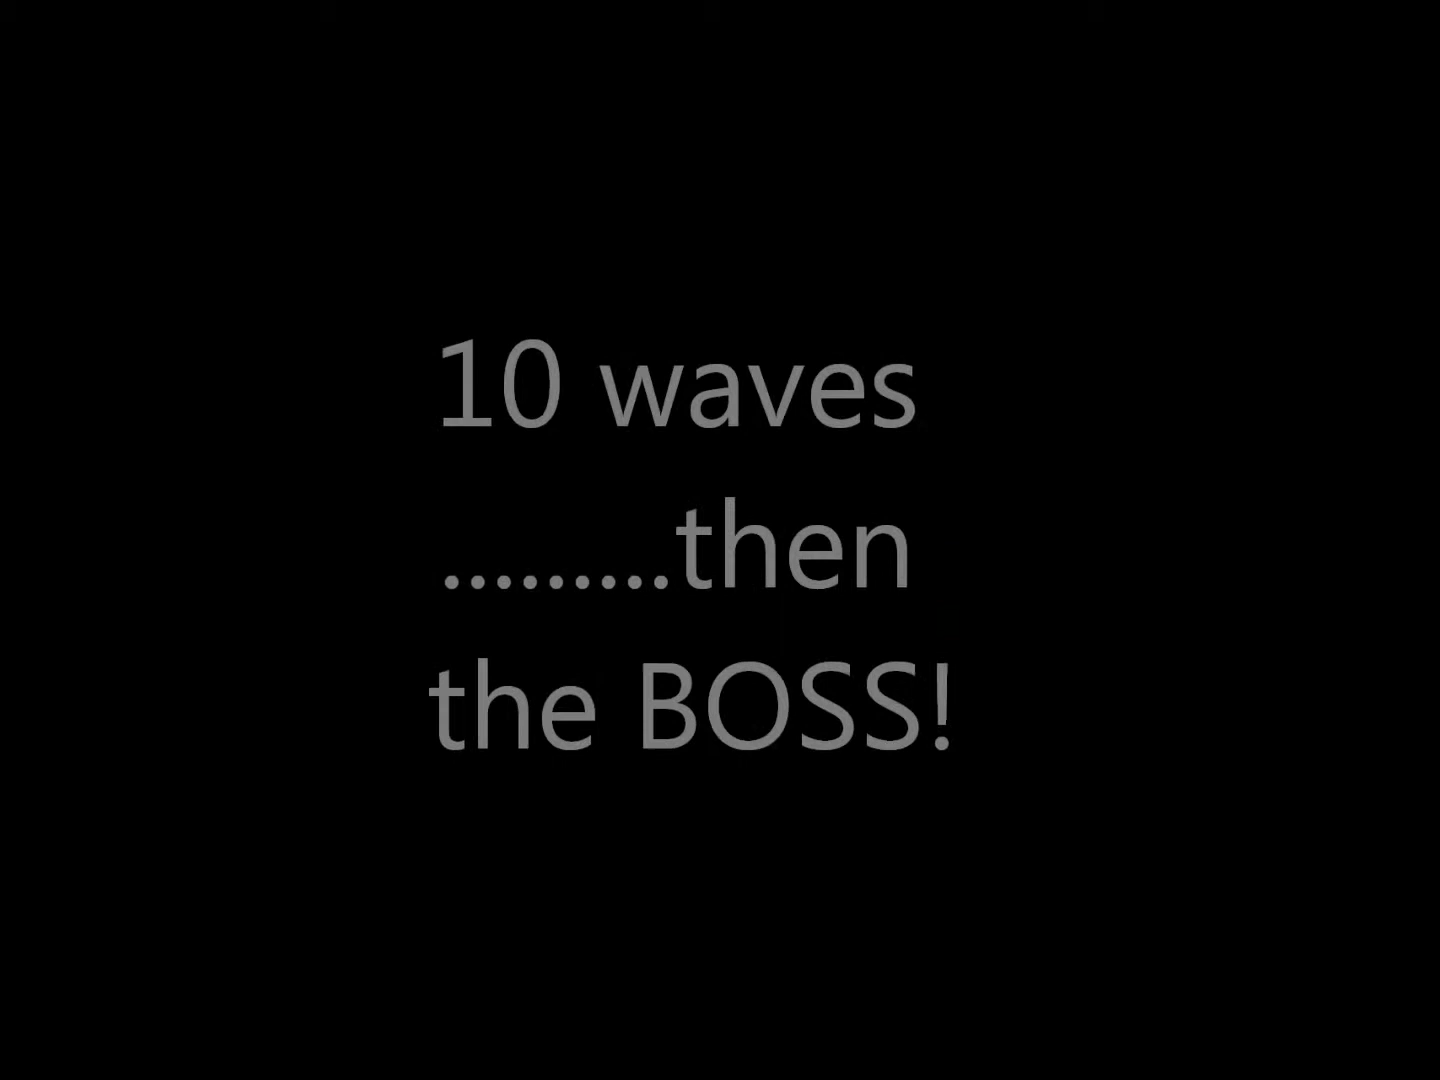 10 waves
.........then
the BOSS!